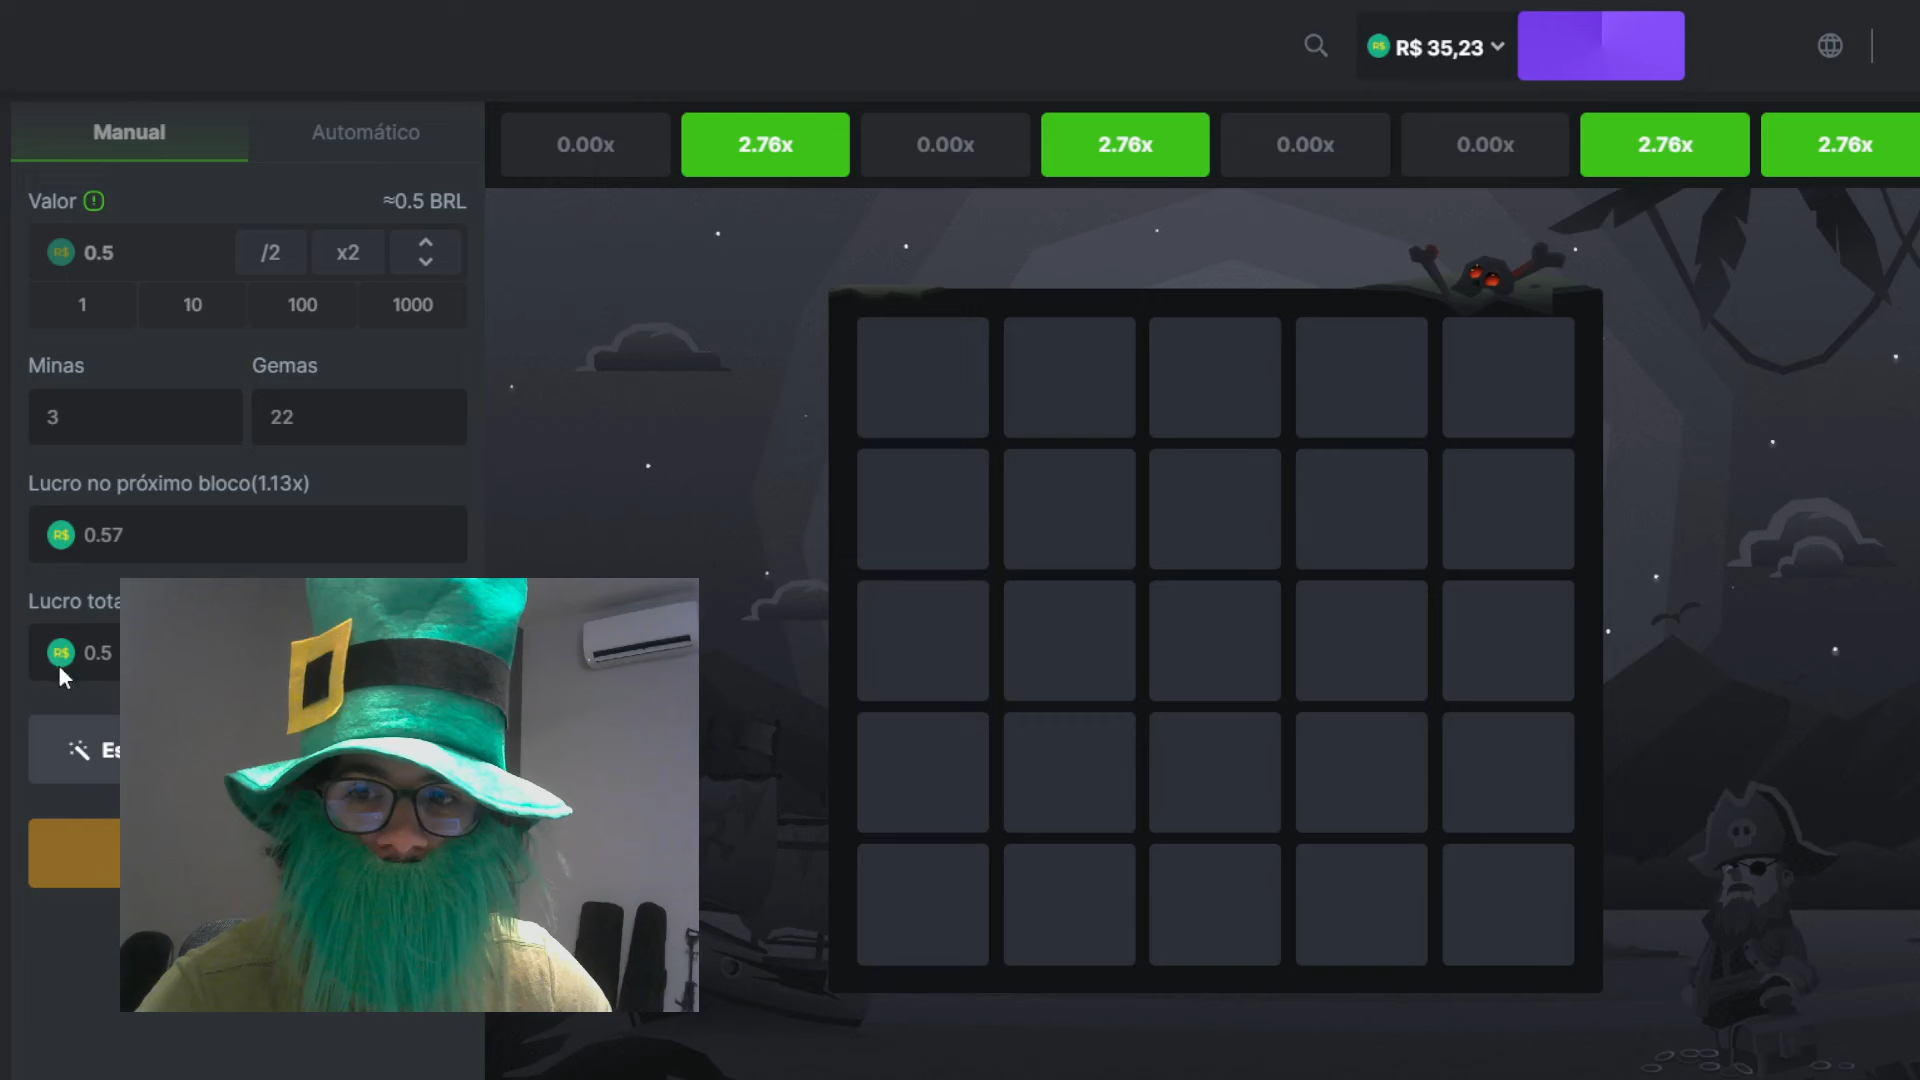 R$ R$ 35,23
Manual Automático
0.00x 2.76x 0.00x 2.76x 0.00x 0.00x 2.76x 2.76x
Valor ≈0.5 BRL
R$ 0.5 /2 x2
1 10 100 1000
Minas Gemas
3 22
Lucro no próximo bloco(1.13x)
R$ 0.57
Lucro tota
R$ 0.5
Es